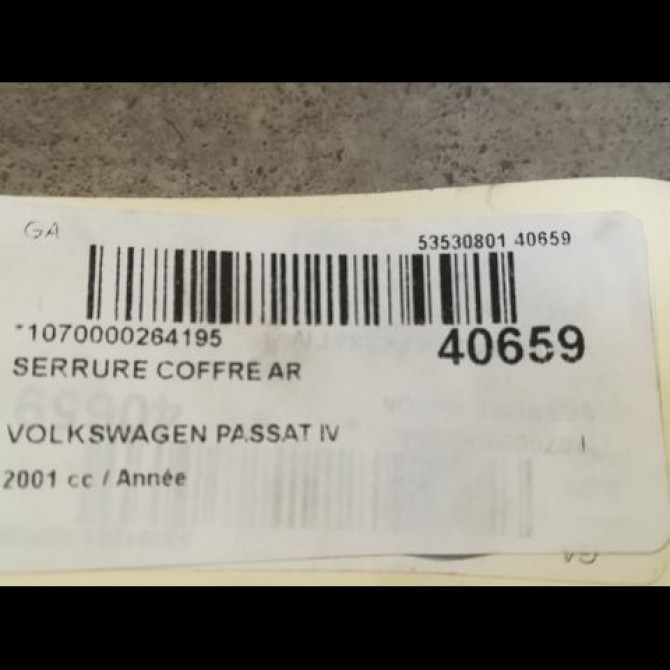 GA
53530801 40659
*1070000264195
40659
SERRURE COFFRE AR
VOLKSWAGEN PASSAT IV
2001 cc / Année